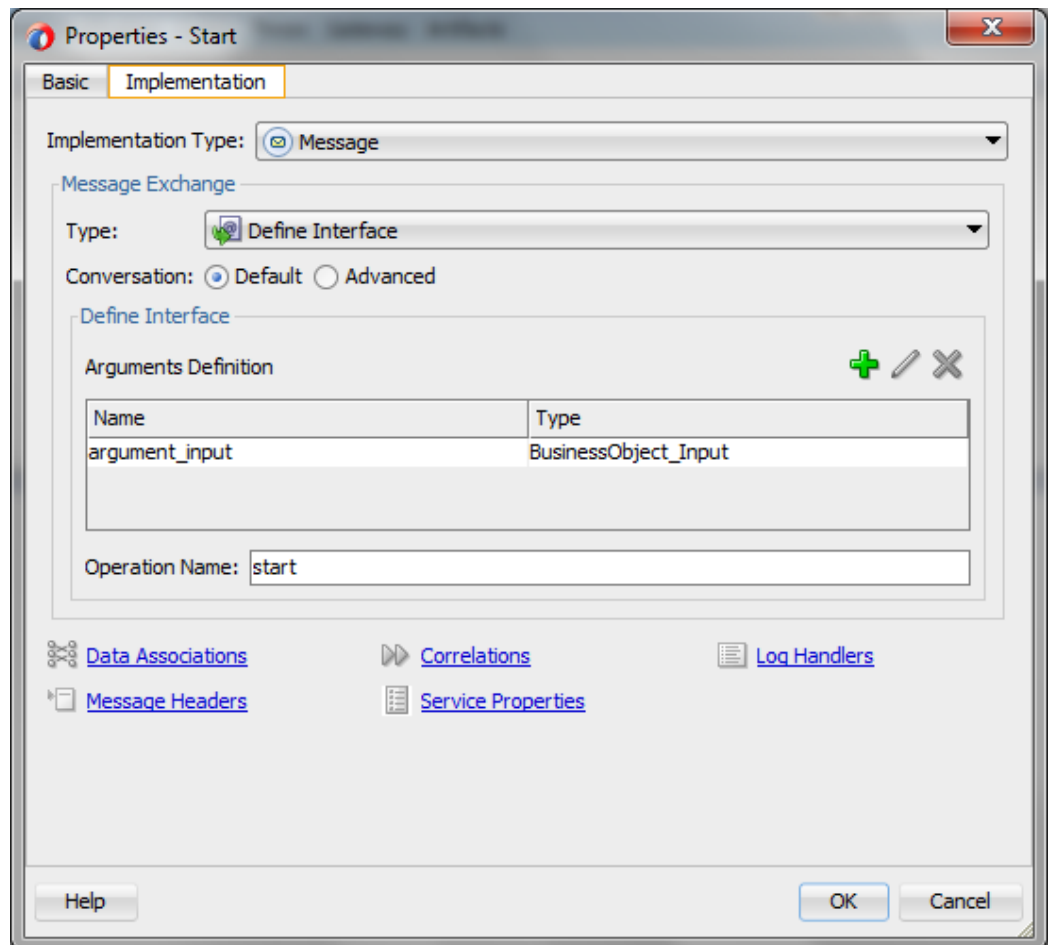 Properties - Start
Basic Implementation
Implementation Type: Message
Message Exchange
Type: Define Interface
Conversation: Default Advanced
Define Interface
Arguments Definition
Name Type
argument_input BusinessObject_Input
Operation Name: start
Data Associations Correlations Log Handlers
Message Headers Service Properties
Help OK Cancel